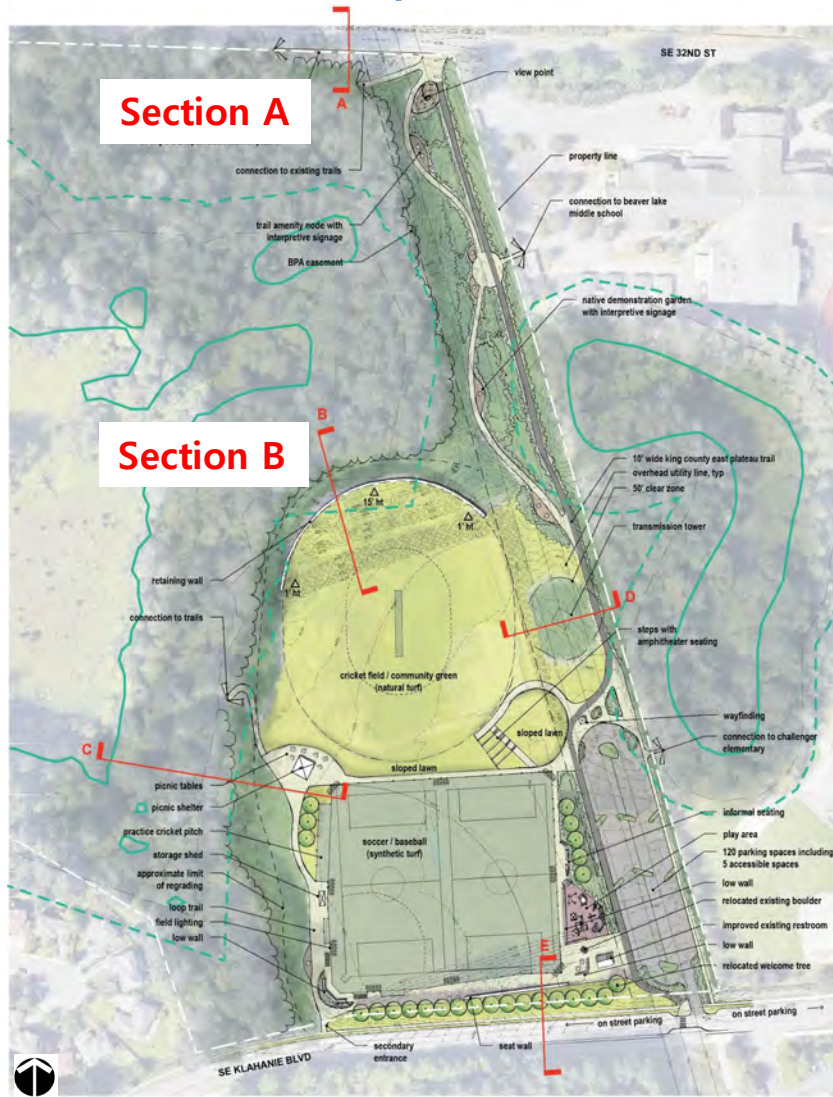 SE 32ND ST
view point
A
Section A
connection to existing trails
property line
connection to beaver lake
middle school
trail amenity node with
interpretive signage
BPA easement
native demonstration garden
with interpretive signage
B
Section B
10' wide king county east plateau trail
overhead utility line, typ
50' clear zone
15' ht
1' ht
transmission tower
retaining wall
1' ht
D
connection to trails
steps with
amphitheater seating
cricket field / community green
(natural turf)
wayfinding
sloped lawn
connection to challenger
elementary
C
sloped lawn
picnic tables
picnic shelter
informal seating
practice cricket pitch
play area
soccer / baseball
(synthetic turf)
storage shed
120 parking spaces including
5 accessible spaces
approximate limit
of regrading
low wall
loop trail
relocated existing boulder
field lighting
improved existing restroom
low wall
low wall
E
relocated welcome tree
on street parking
on street parking
secondary
entrance
seat wall
SE KLAHANIE BLVD